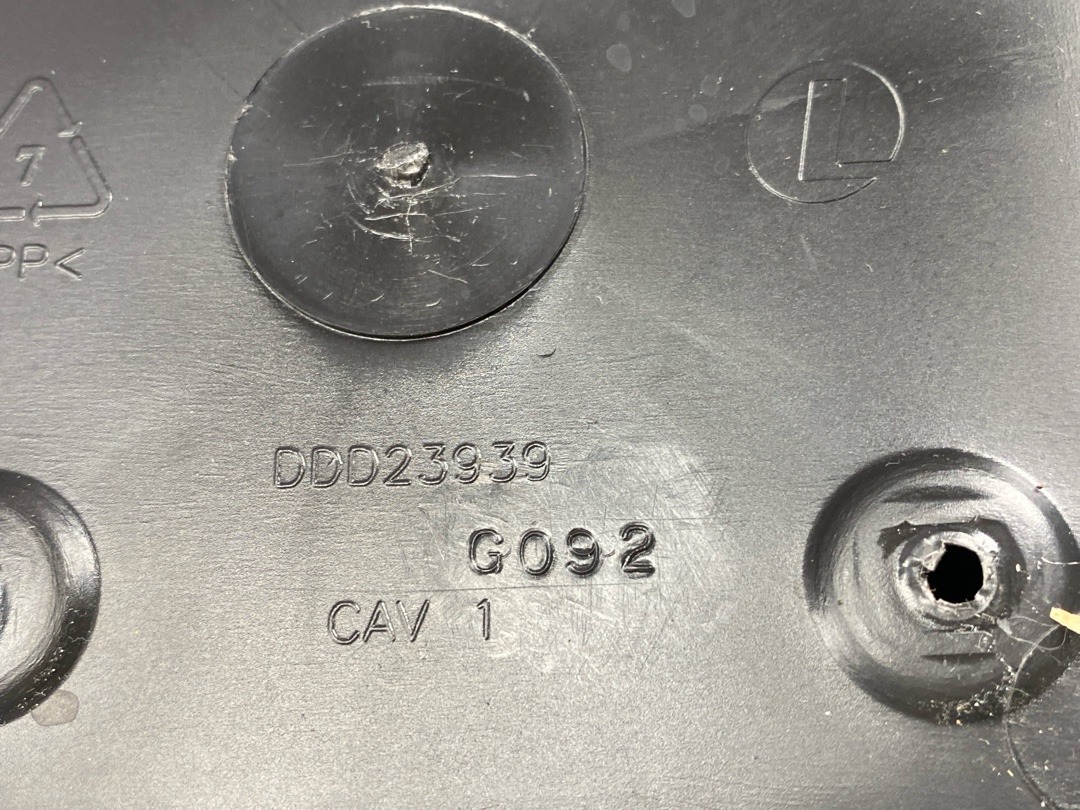 7
PP<
L
DDD23939
G092
CAV 1